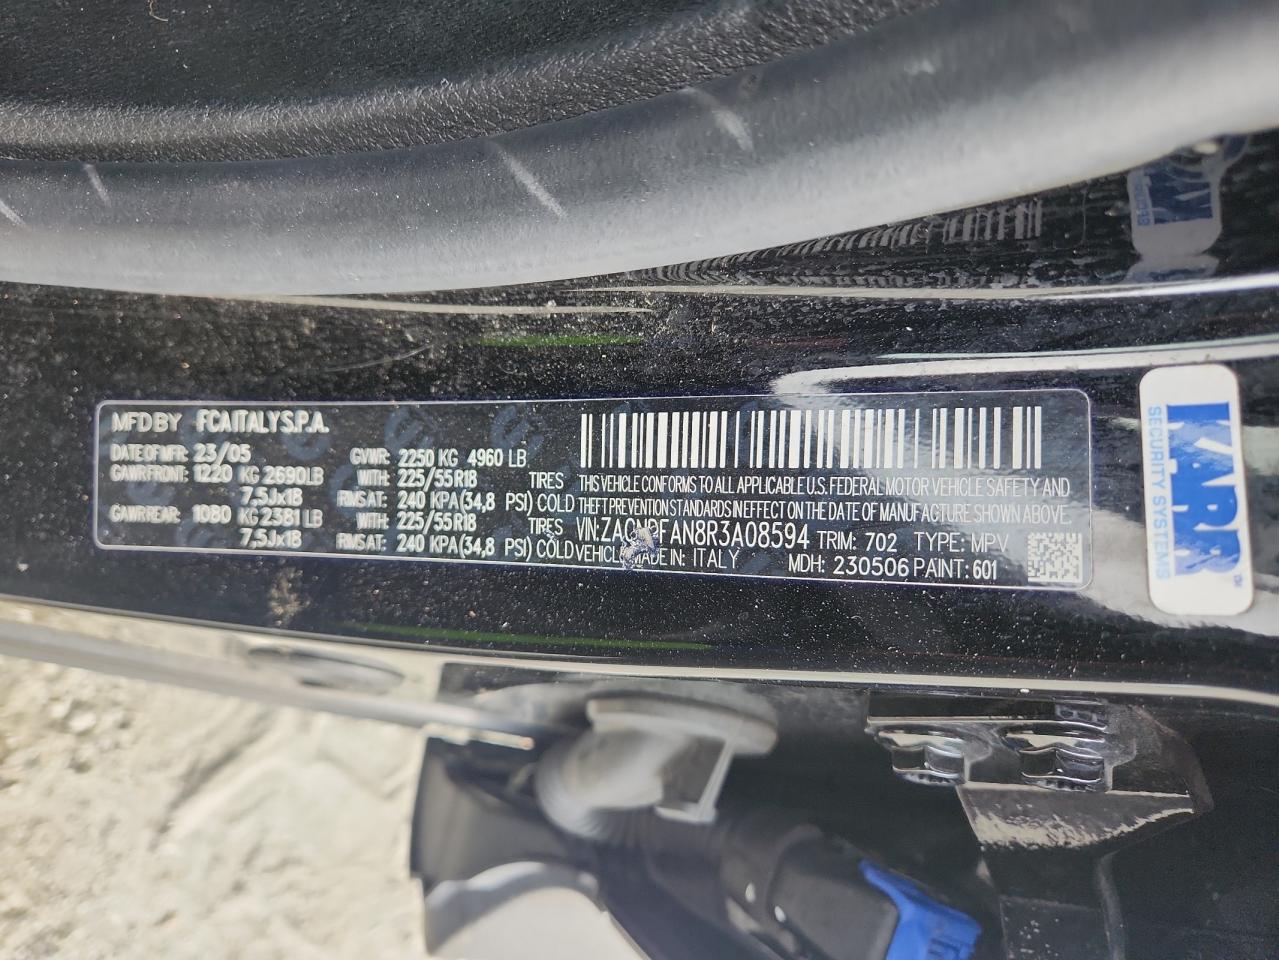 MFD BY FCA ITALY S.P.A.
DATE OF MFR: 23/05 GVWR: 2250 KG 4960 LB
GAWR FRONT: 1220 KG 2690 LB WITH: 225/55R18 TIRES
7,5Jx18 RIMS AT: 240 KPA(34,8 PSI) COLD
GAWR REAR: 1080 KG 2381 LB WITH: 225/55R18 TIRES
7,5Jx18 RIMS AT: 240 KPA(34,8 PSI) COLD
THIS VEHICLE CONFORMS TO ALL APPLICABLE U.S. FEDERAL MOTOR VEHICLE SAFETY AND
THEFT PREVENTION STANDARDS IN EFFECT ON THE DATE OF MANUFACTURE SHOWN ABOVE.
FAN8R3A08594 TRIM: 702 TYPE: MPV
VEHICLE MADE IN: ITALY MDH: 230506 PAINT: 601
KARR
SECURITY SYSTEMS